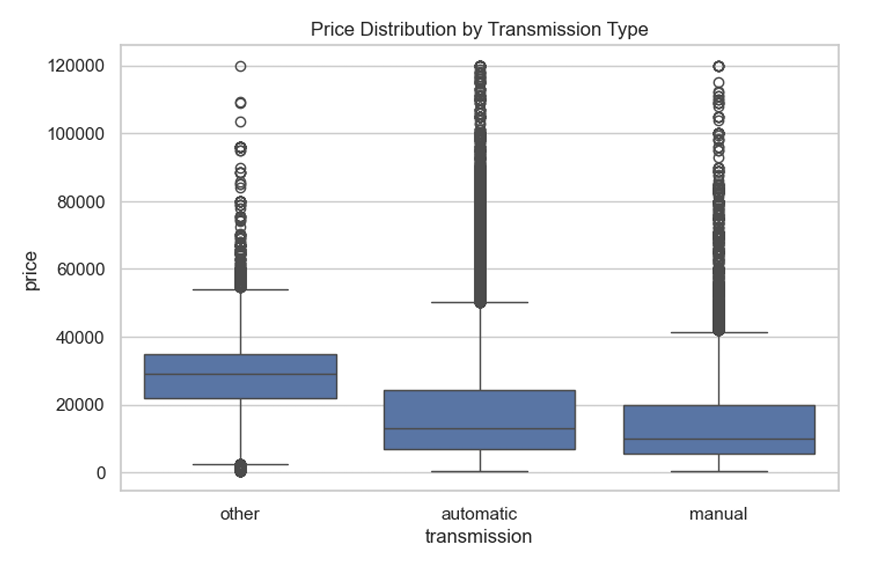 Price Distribution by Transmission Type
120000
100000
80000
60000
40000
20000
0
price
other automatic manual
transmission